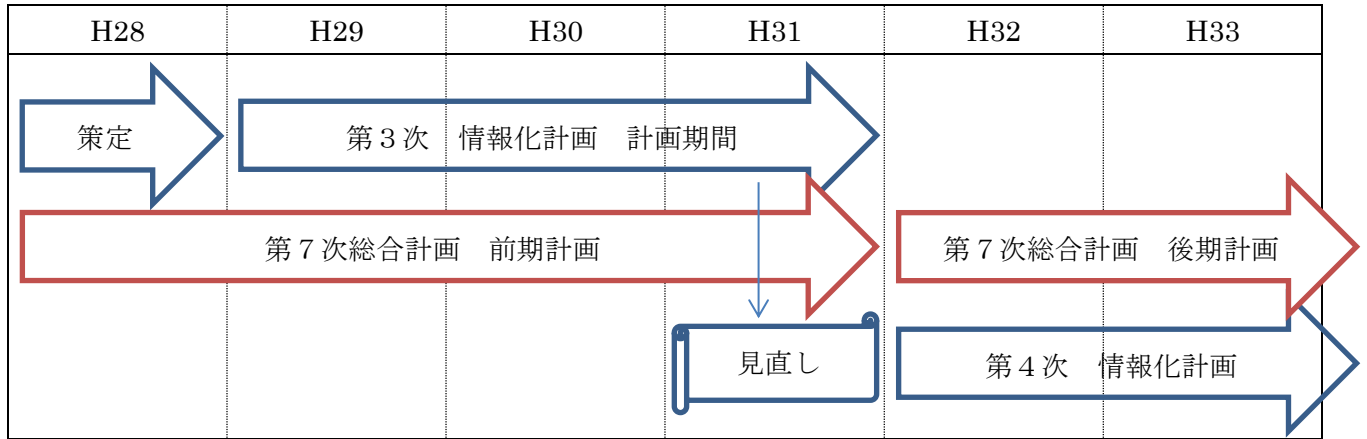 H28 H29 H30 H31 H32 H33
策定 第３次　情報化計画　計画期間
第７次総合計画　前期計画 第７次総合計画　後期計画
見直し 第４次　情報化計画